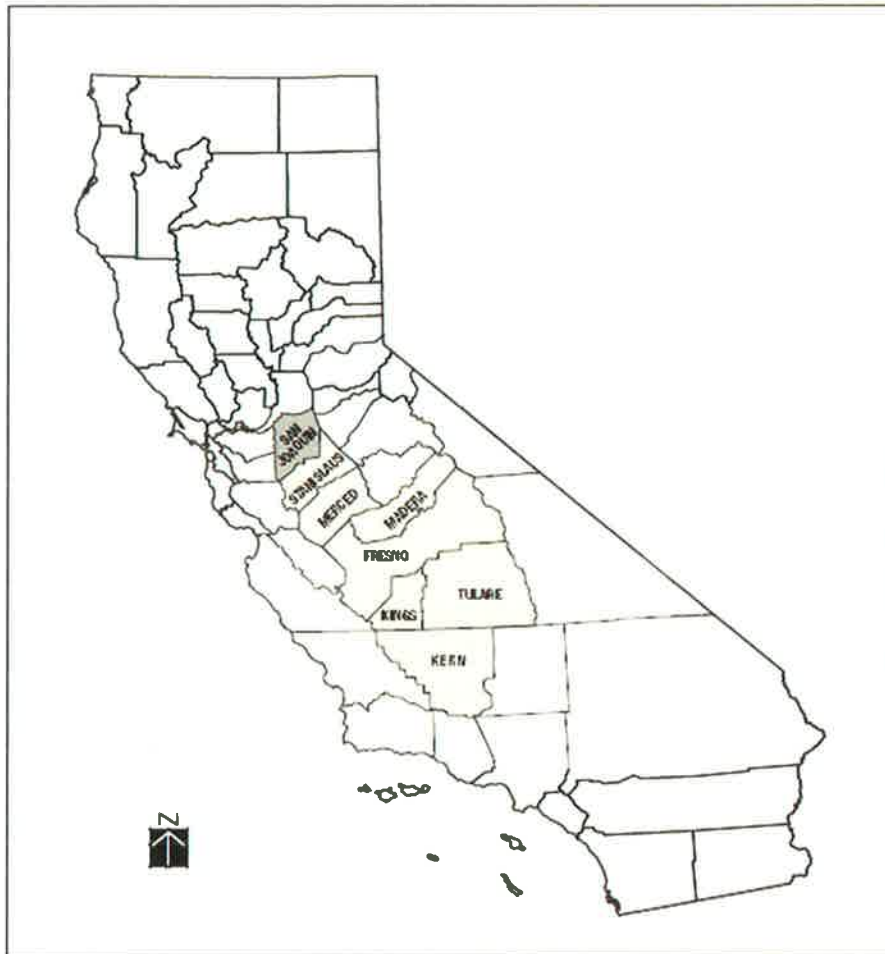 SAN
JOAQUIN
STANISLAUS
MERCED
MADERA
FRESNO
KINGS
TULARE
KERN
N